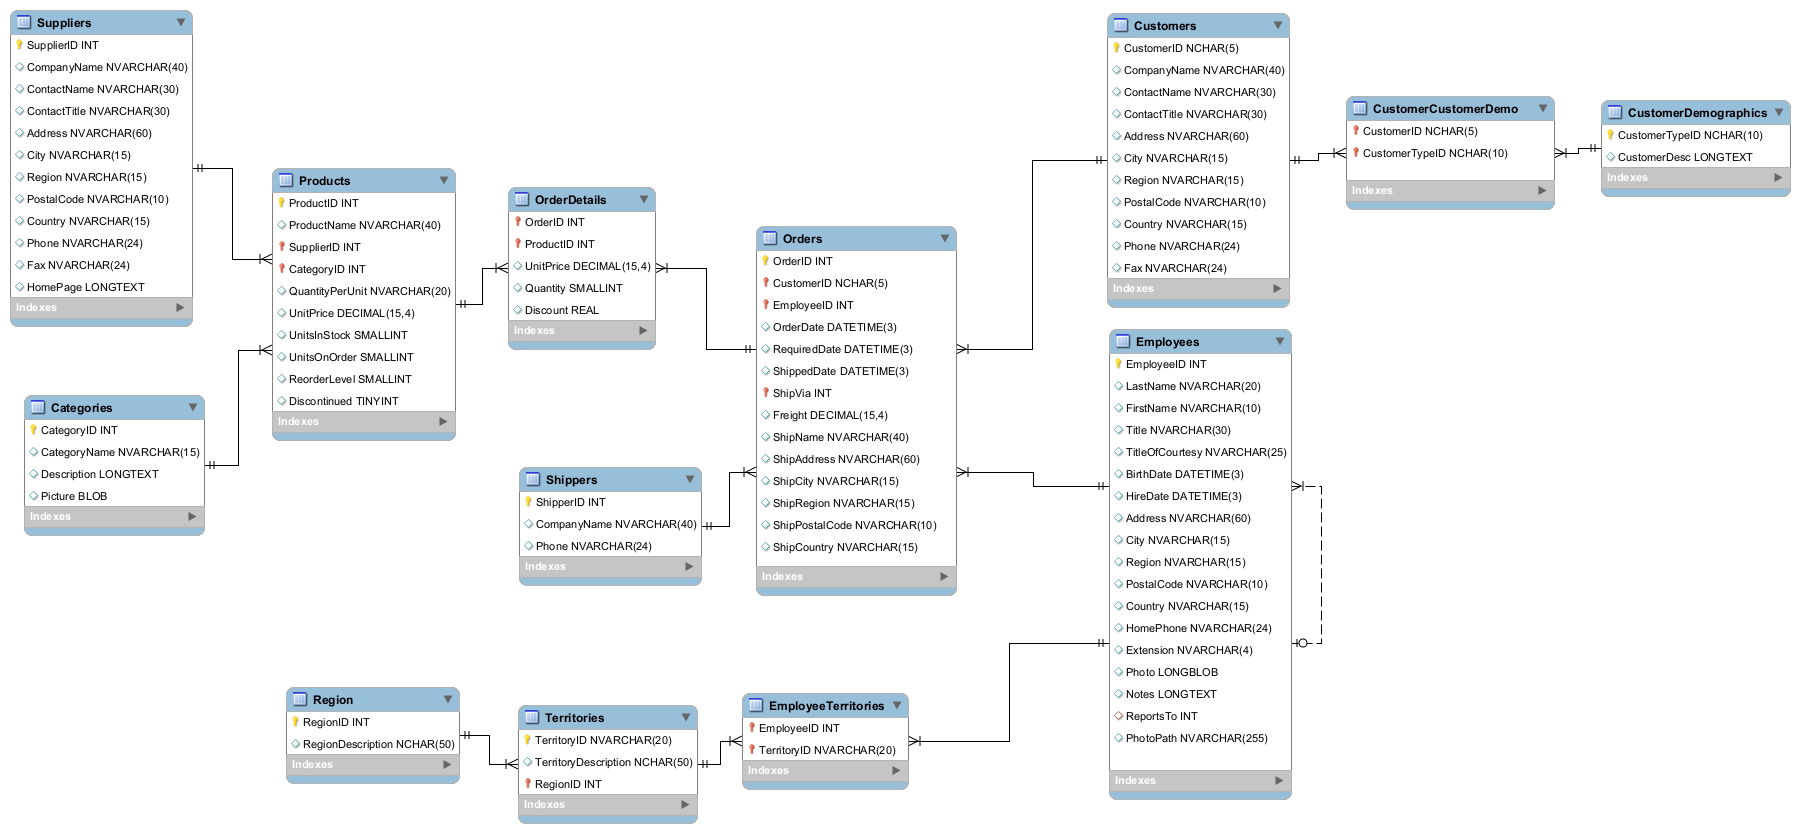 Suppliers
SupplierID INT
CompanyName NVARCHAR(40)
ContactName NVARCHAR(30)
ContactTitle NVARCHAR(30)
Address NVARCHAR(60)
City NVARCHAR(15)
Region NVARCHAR(15)
PostalCode NVARCHAR(10)
Country NVARCHAR(15)
Phone NVARCHAR(24)
Fax NVARCHAR(24)
HomePage LONGTEXT
Indexes
Categories
CategoryID INT
CategoryName NVARCHAR(15)
Description LONGTEXT
Picture BLOB
Indexes
Products
ProductID INT
ProductName NVARCHAR(40)
SupplierID INT
CategoryID INT
QuantityPerUnit NVARCHAR(20)
UnitPrice DECIMAL(15,4)
UnitsInStock SMALLINT
UnitsOnOrder SMALLINT
ReorderLevel SMALLINT
Discontinued TINYINT
Indexes
OrderDetails
OrderID INT
ProductID INT
UnitPrice DECIMAL(15,4)
Quantity SMALLINT
Discount REAL
Indexes
Shippers
ShipperID INT
CompanyName NVARCHAR(40)
Phone NVARCHAR(24)
Indexes
Orders
OrderID INT
CustomerID NCHAR(5)
EmployeeID INT
OrderDate DATETIME(3)
RequiredDate DATETIME(3)
ShippedDate DATETIME(3)
ShipVia INT
Freight DECIMAL(15,4)
ShipName NVARCHAR(40)
ShipAddress NVARCHAR(60)
ShipCity NVARCHAR(15)
ShipRegion NVARCHAR(15)
ShipPostalCode NVARCHAR(10)
ShipCountry NVARCHAR(15)
Indexes
Customers
CustomerID NCHAR(5)
CompanyName NVARCHAR(40)
ContactName NVARCHAR(30)
ContactTitle NVARCHAR(30)
Address NVARCHAR(60)
City NVARCHAR(15)
Region NVARCHAR(15)
PostalCode NVARCHAR(10)
Country NVARCHAR(15)
Phone NVARCHAR(24)
Fax NVARCHAR(24)
Indexes
CustomerCustomerDemo
CustomerID NCHAR(5)
CustomerTypeID NCHAR(10)
Indexes
CustomerDemographics
CustomerTypeID NCHAR(10)
CustomerDesc LONGTEXT
Indexes
Employees
EmployeeID INT
LastName NVARCHAR(20)
FirstName NVARCHAR(10)
Title NVARCHAR(30)
TitleOfCourtesy NVARCHAR(25)
BirthDate DATETIME(3)
HireDate DATETIME(3)
Address NVARCHAR(60)
City NVARCHAR(15)
Region NVARCHAR(15)
PostalCode NVARCHAR(10)
Country NVARCHAR(15)
HomePhone NVARCHAR(24)
Extension NVARCHAR(4)
Photo LONGBLOB
Notes LONGTEXT
ReportsTo INT
PhotoPath NVARCHAR(255)
Indexes
Region
RegionID INT
RegionDescription NCHAR(50)
Indexes
Territories
TerritoryID NVARCHAR(20)
TerritoryDescription NCHAR(50)
RegionID INT
Indexes
EmployeeTerritories
EmployeeID INT
TerritoryID NVARCHAR(20)
Indexes